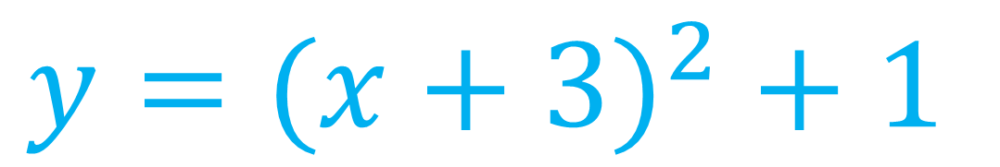 y = (x + 3)² + 1